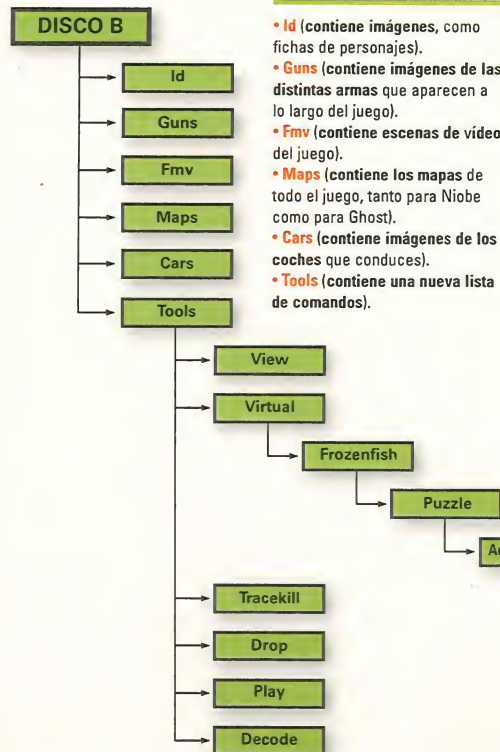 DISCO B
• Id (contiene imágenes, como
fichas de personajes).
• Guns (contiene imágenes de las
distintas armas que aparecen a
lo largo del juego).
• Fmv (contiene escenas de vídeo
del juego).
• Maps (contiene los mapas de
todo el juego, tanto para Niobe
como para Ghost).
• Cars (contiene imágenes de los
coches que conduces).
• Tools (contiene una nueva lista
de comandos).
Id
Guns
Fmv
Maps
Cars
Tools
View
Virtual
Frozenfish
Puzzle
Tracekill
Drop
Play
Decode